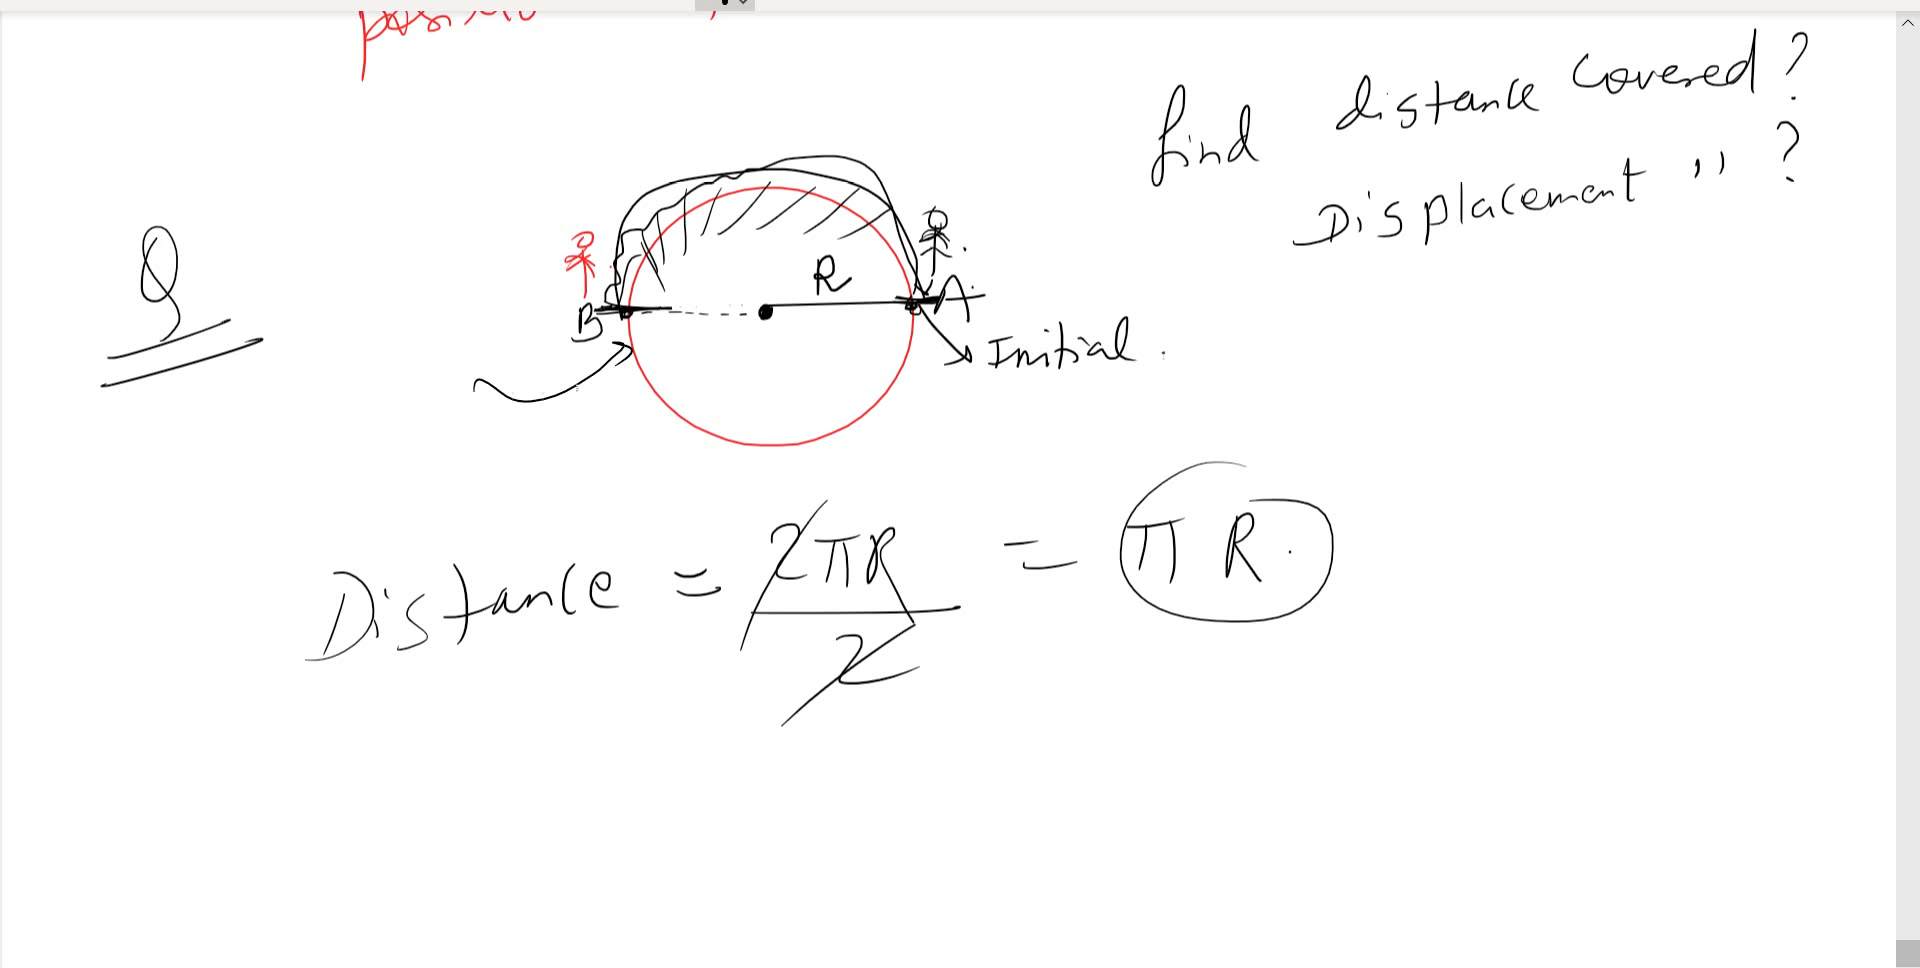 find distance covered?
Displacement " ?
Q
R
B
A
Initial.
Distance = 2πR / 2 = πR.